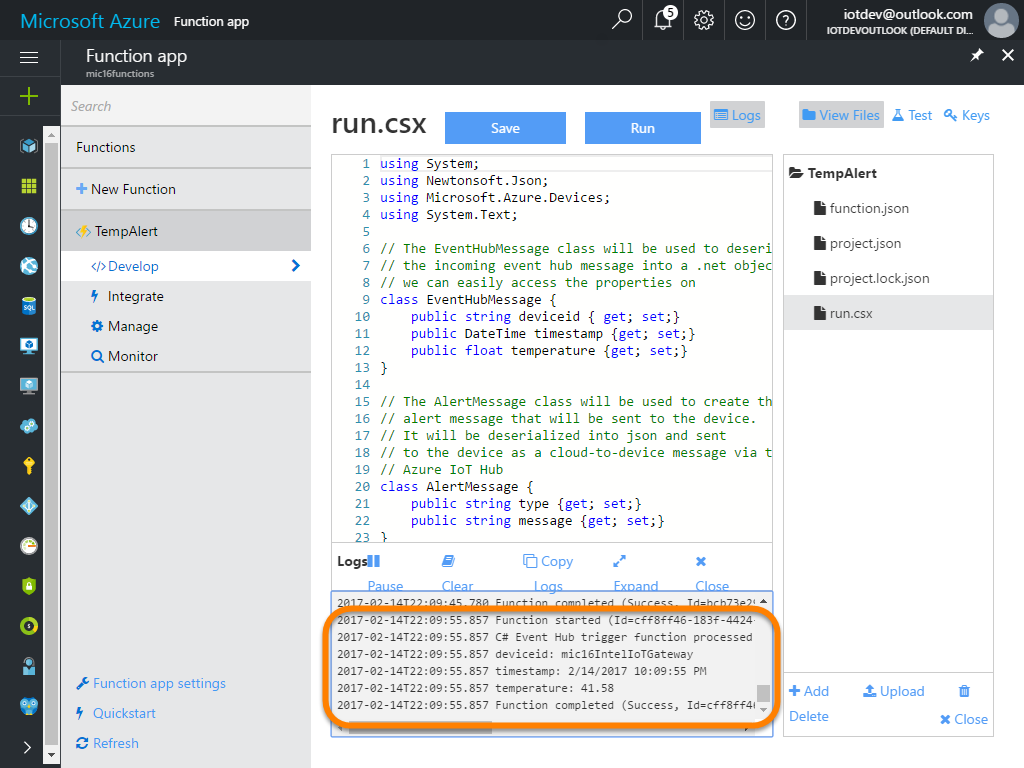 Microsoft Azure Function app
5
iotdev@outlook.com
IOTDEVOUTLOOK (DEFAULT DI...
Function app
mic16functions
Search
Functions
New Function
TempAlert
</> Develop
Integrate
Manage
Monitor
Function app settings
Quickstart
Refresh
SQL
run.csx
Save
Run
Logs
View Files
Test
Keys
1 using System;
2 using Newtonsoft.Json;
3 using Microsoft.Azure.Devices;
4 using System.Text;
5
6 // The EventHubMessage class will be used to deseri
7 // the incoming event hub message into a .net objec
8 // we can easily access the properties on
9 class EventHubMessage {
10 public string deviceid { get; set;}
11 public DateTime timestamp {get; set;}
12 public float temperature {get; set;}
13 }
14
15 // The AlertMessage class will be used to create th
16 // alert message that will be sent to the device.
17 // It will be deserialized into json and sent
18 // to the device as a cloud-to-device message via t
19 // Azure IoT Hub
20 class AlertMessage {
21 public string type {get; set;}
22 public string message {get; set;}
23 }
Logs
Pause
Clear
Copy Logs
Expand
Close
2017-02-14T22:09:45.780 Function completed (Success, Id=bcb73e2
2017-02-14T22:09:55.857 Function started (Id=cff8ff46-183f-4424-
2017-02-14T22:09:55.857 C# Event Hub trigger function processed
2017-02-14T22:09:55.857 deviceid: mic16IntelIoTGateway
2017-02-14T22:09:55.857 timestamp: 2/14/2017 10:09:55 PM
2017-02-14T22:09:55.857 temperature: 41.58
2017-02-14T22:09:55.857 Function completed (Success, Id=cff8ff4
TempAlert
function.json
project.json
project.lock.json
run.csx
Add
Upload
Delete
Close